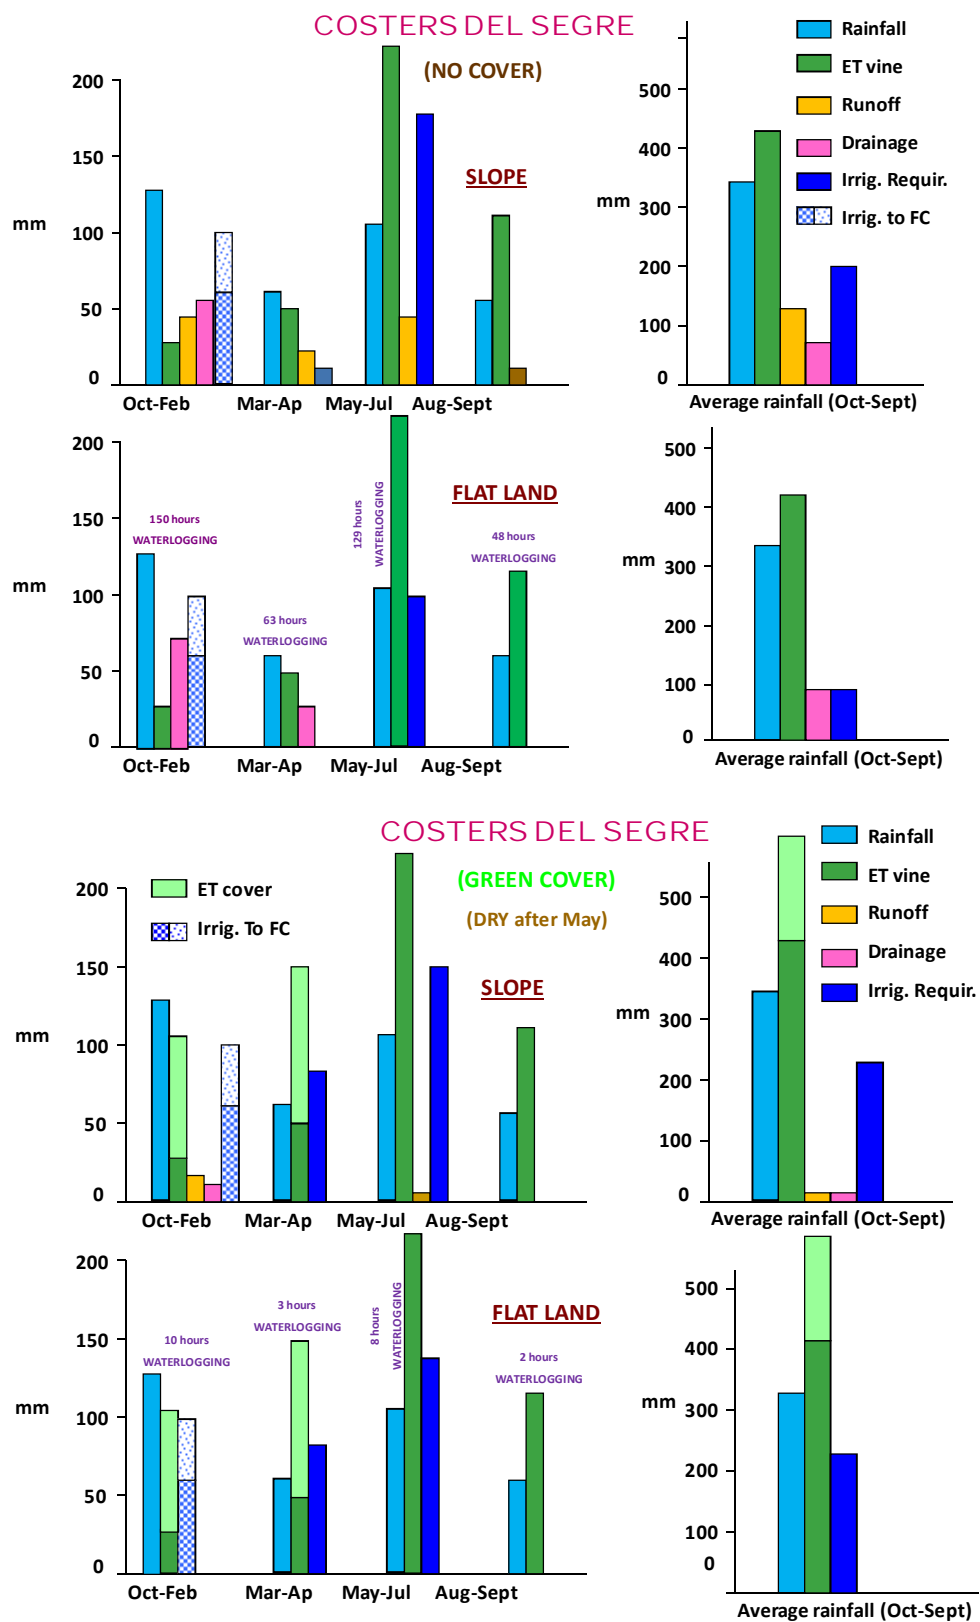 COSTERS DEL SEGRE
(NO COVER)
SLOPE
200
150
mm
100
50
0
Oct-Feb
Mar-Ap
May-Jul
Aug-Sept
500
400
mm
300
200
100
0
Average rainfall (Oct-Sept)
Rainfall
ET vine
Runoff
Drainage
Irrig. Requir.
Irrig. to FC
FLAT LAND
200
150
mm
100
50
0
150 hours
WATERLOGGING
63 hours
WATERLOGGING
129 hours
WATERLOGGING
48 hours
WATERLOGGING
Oct-Feb
Mar-Ap
May-Jul
Aug-Sept
500
400
mm
300
200
100
0
Average rainfall (Oct-Sept)
COSTERS DEL SEGRE
(GREEN COVER)
(DRY after May)
SLOPE
ET cover
Irrig. To FC
200
150
mm
100
50
0
Oct-Feb
Mar-Ap
May-Jul
Aug-Sept
500
400
mm
300
200
100
0
Average rainfall (Oct-Sept)
Rainfall
ET vine
Runoff
Drainage
Irrig. Requir.
FLAT LAND
200
150
mm
100
50
0
10 hours
WATERLOGGING
3 hours
WATERLOGGING
8 hours
WATERLOGGING
2 hours
WATERLOGGING
Oct-Feb
Mar-Ap
May-Jul
Aug-Sept
500
400
mm
300
200
100
0
Average rainfall (Oct-Sept)